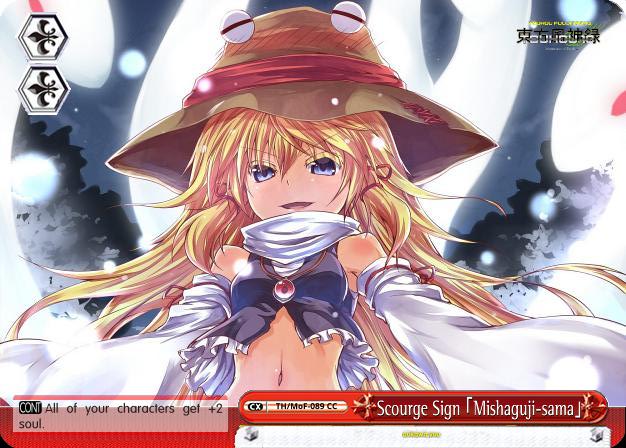 東方風神録
CONT All of your characters get +2
soul.
CX TH/MoF-089 CC
Scourge Sign「Mishaguji-sama」